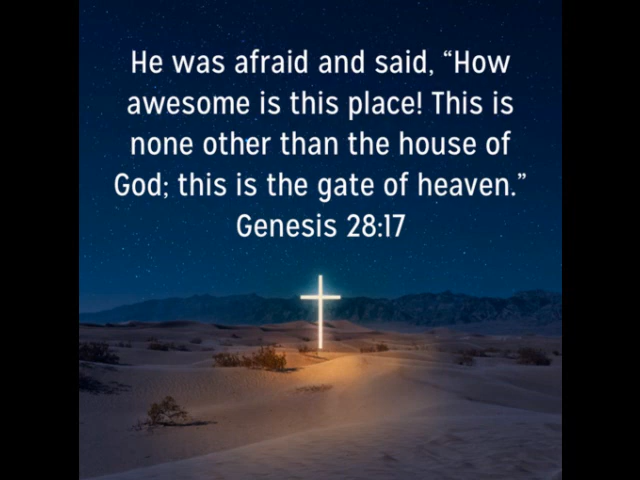 He was afraid and said, “How
awesome is this place! This is
none other than the house of
God; this is the gate of heaven.”
Genesis 28:17